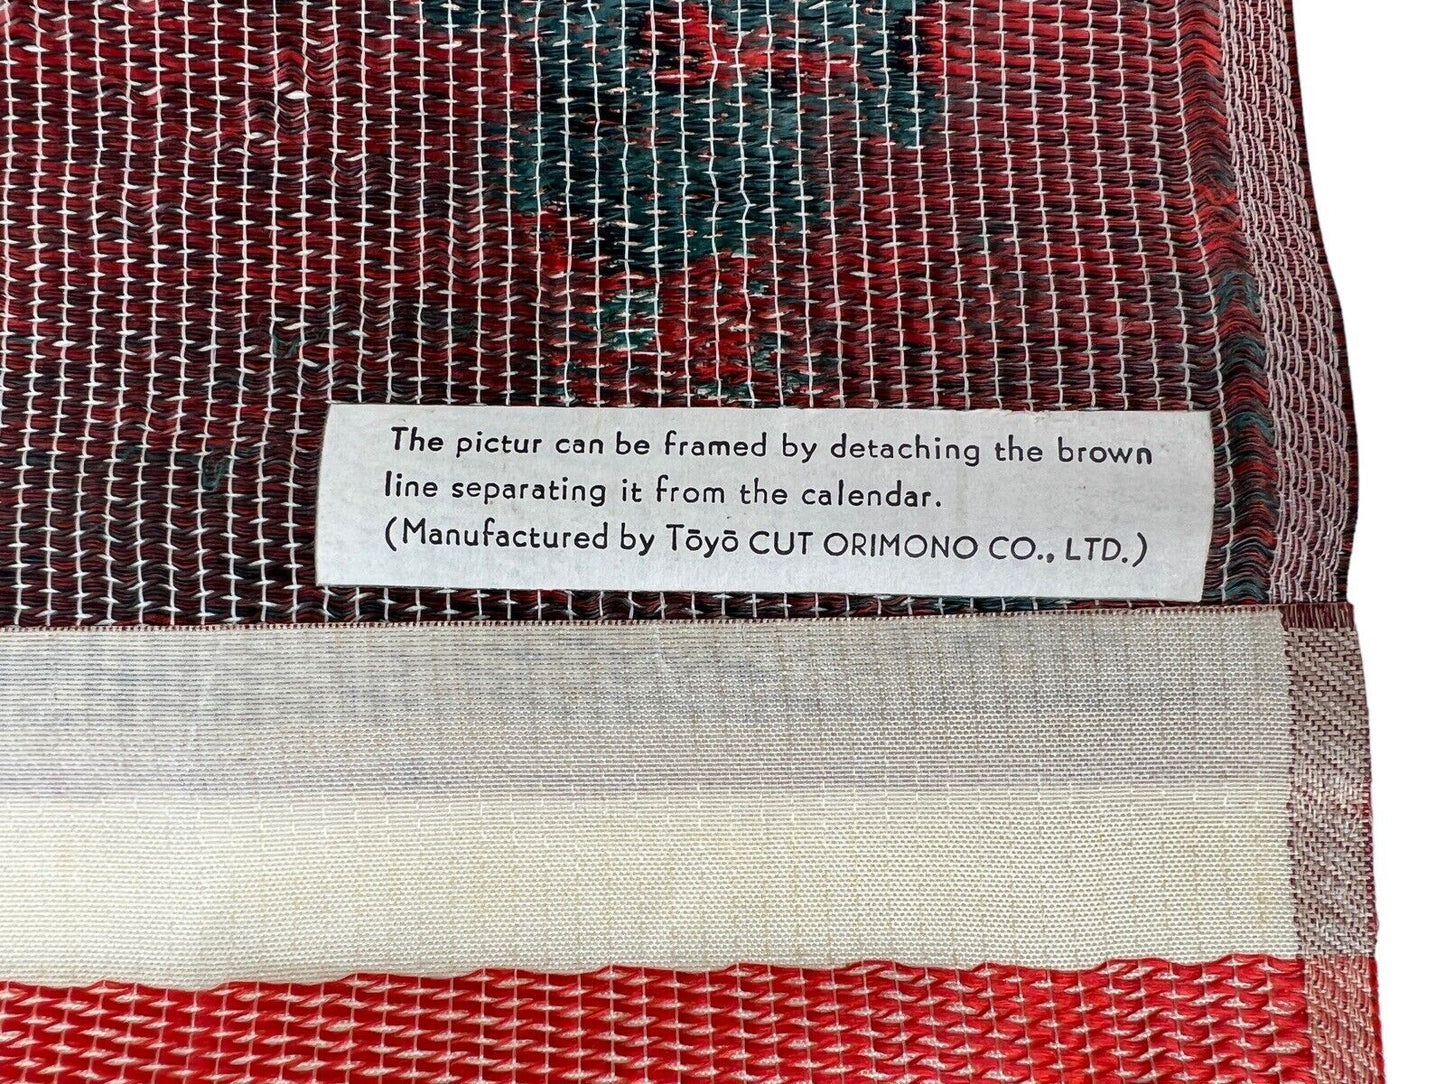 The pictur can be framed by detaching the brown
line separating it from the calendar.
(Manufactured by Tōyō CUT ORIMONO CO., LTD.)